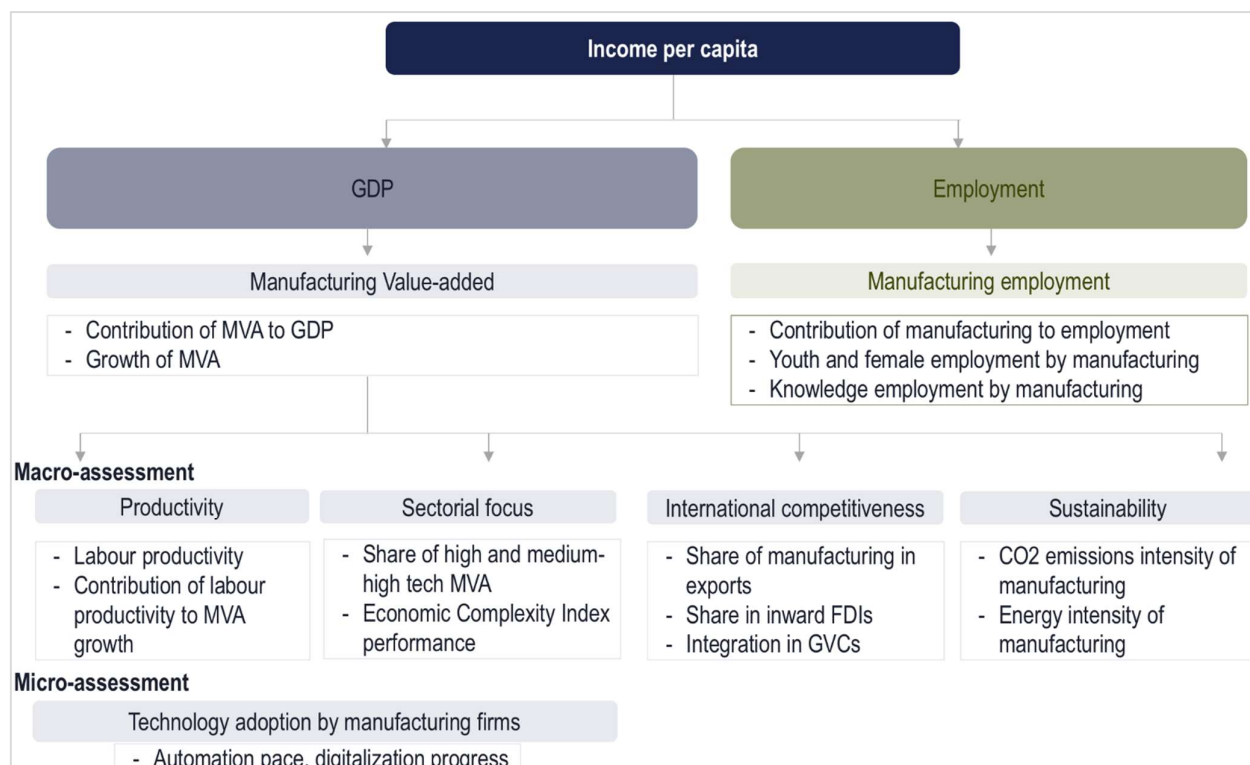 Income per capita
GDP
Employment
Manufacturing Value-added
Manufacturing employment
- Contribution of MVA to GDP
- Growth of MVA
- Contribution of manufacturing to employment
- Youth and female employment by manufacturing
- Knowledge employment by manufacturing
Macro-assessment
Productivity
Sectorial focus
International competitiveness
Sustainability
- Labour productivity
- Contribution of labour
productivity to MVA
growth
- Share of high and medium-
high tech MVA
- Economic Complexity Index
performance
- Share of manufacturing in
exports
- Share in inward FDIs
- Integration in GVCs
- CO2 emissions intensity of
manufacturing
- Energy intensity of
manufacturing
Micro-assessment
Technology adoption by manufacturing firms
- Automation pace, digitalization progress